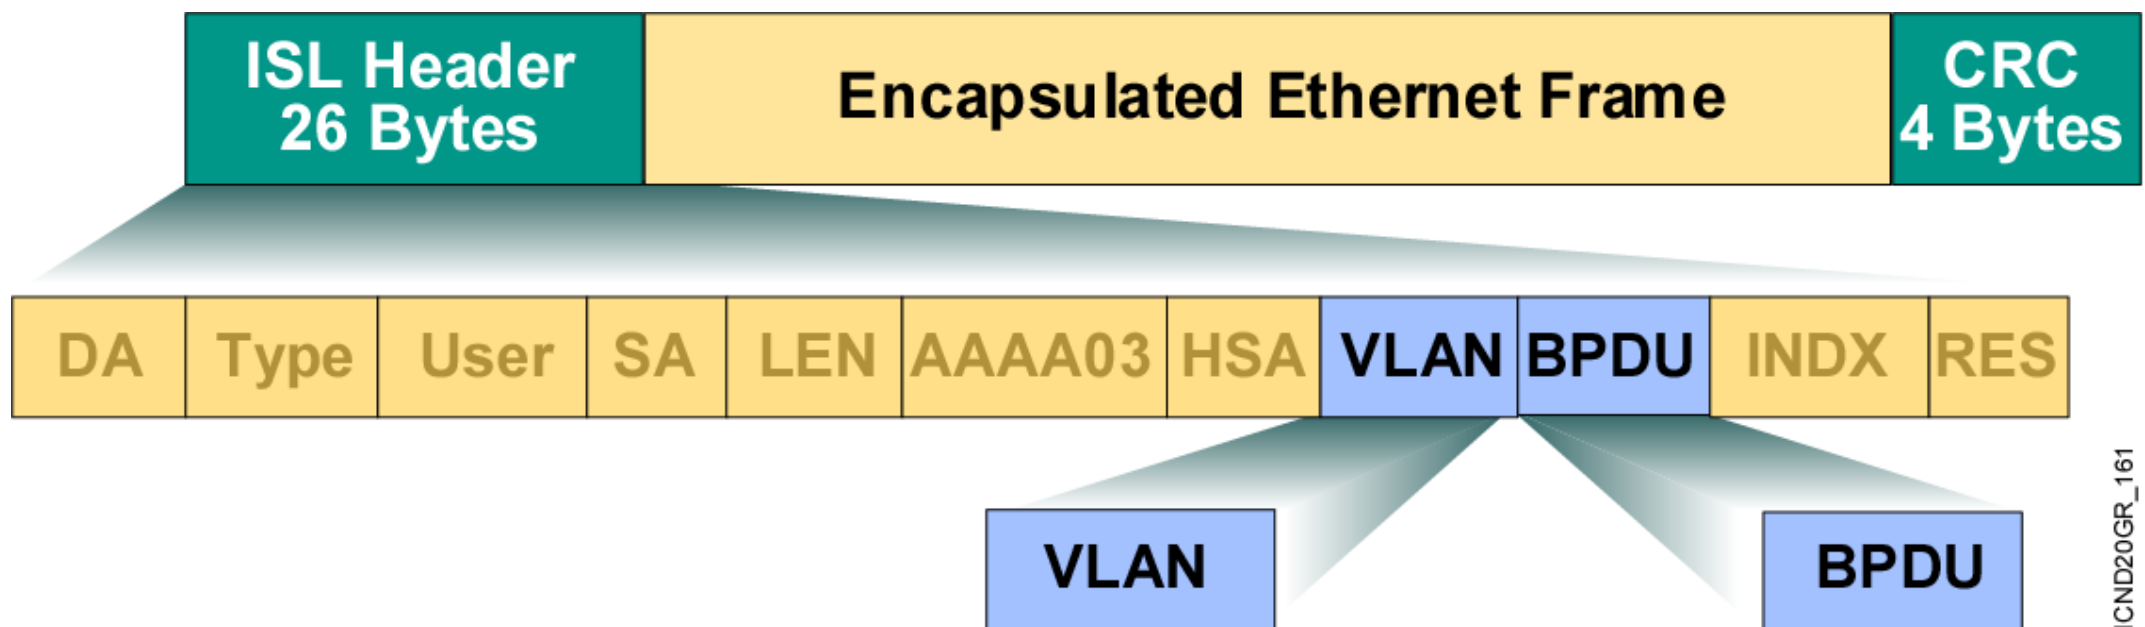 ISL Header
26 Bytes
Encapsulated Ethernet Frame
CRC
4 Bytes
DA
Type
User
SA
LEN
AAAA03
HSA
VLAN
BPDU
INDX
RES
VLAN
BPDU
ICND20GR_161